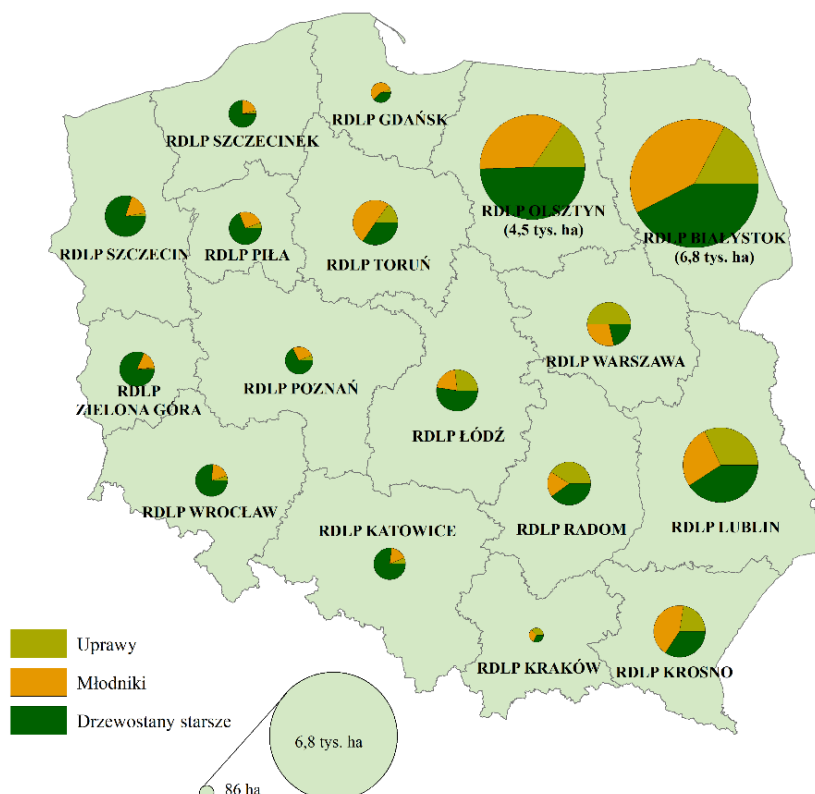 RDLP GDAŃSK
RDLP SZCZECINEK
RDLP OLSZTYN
(4,5 tys. ha)
RDLP BIAŁYSTOK
(6,8 tys. ha)
RDLP SZCZECIN
RDLP PIŁA
RDLP TORUŃ
RDLP WARSZAWA
RDLP
ZIELONA GÓRA
RDLP POZNAŃ
RDLP ŁÓDŹ
RDLP WROCŁAW
RDLP KATOWICE
RDLP RADOM
RDLP LUBLIN
RDLP KRAKÓW
RDLP KROSNO
Uprawy
Młodniki
Drzewostany starsze
6,8 tys. ha
86 ha